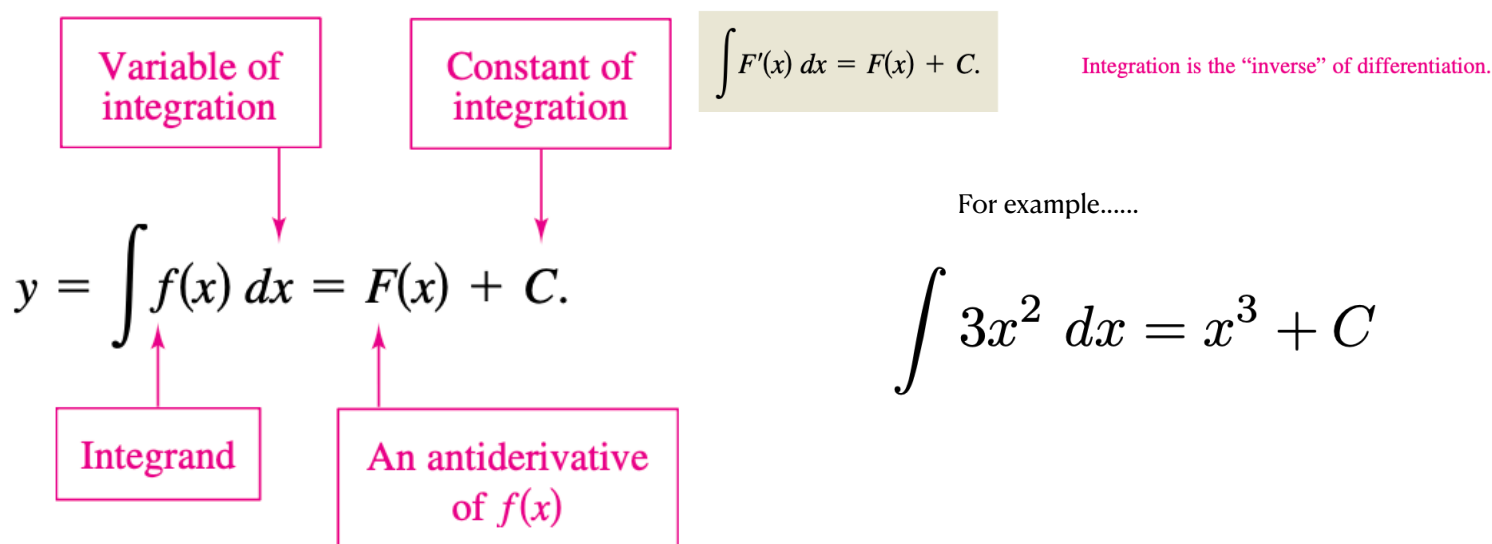 Variable of
integration
Constant of
integration
∫ F'(x) dx = F(x) + C.
Integration is the “inverse” of differentiation.
For example......
y = ∫ f(x) dx = F(x) + C.
∫ 3x² dx = x³ + C
Integrand
An antiderivative
of f(x)